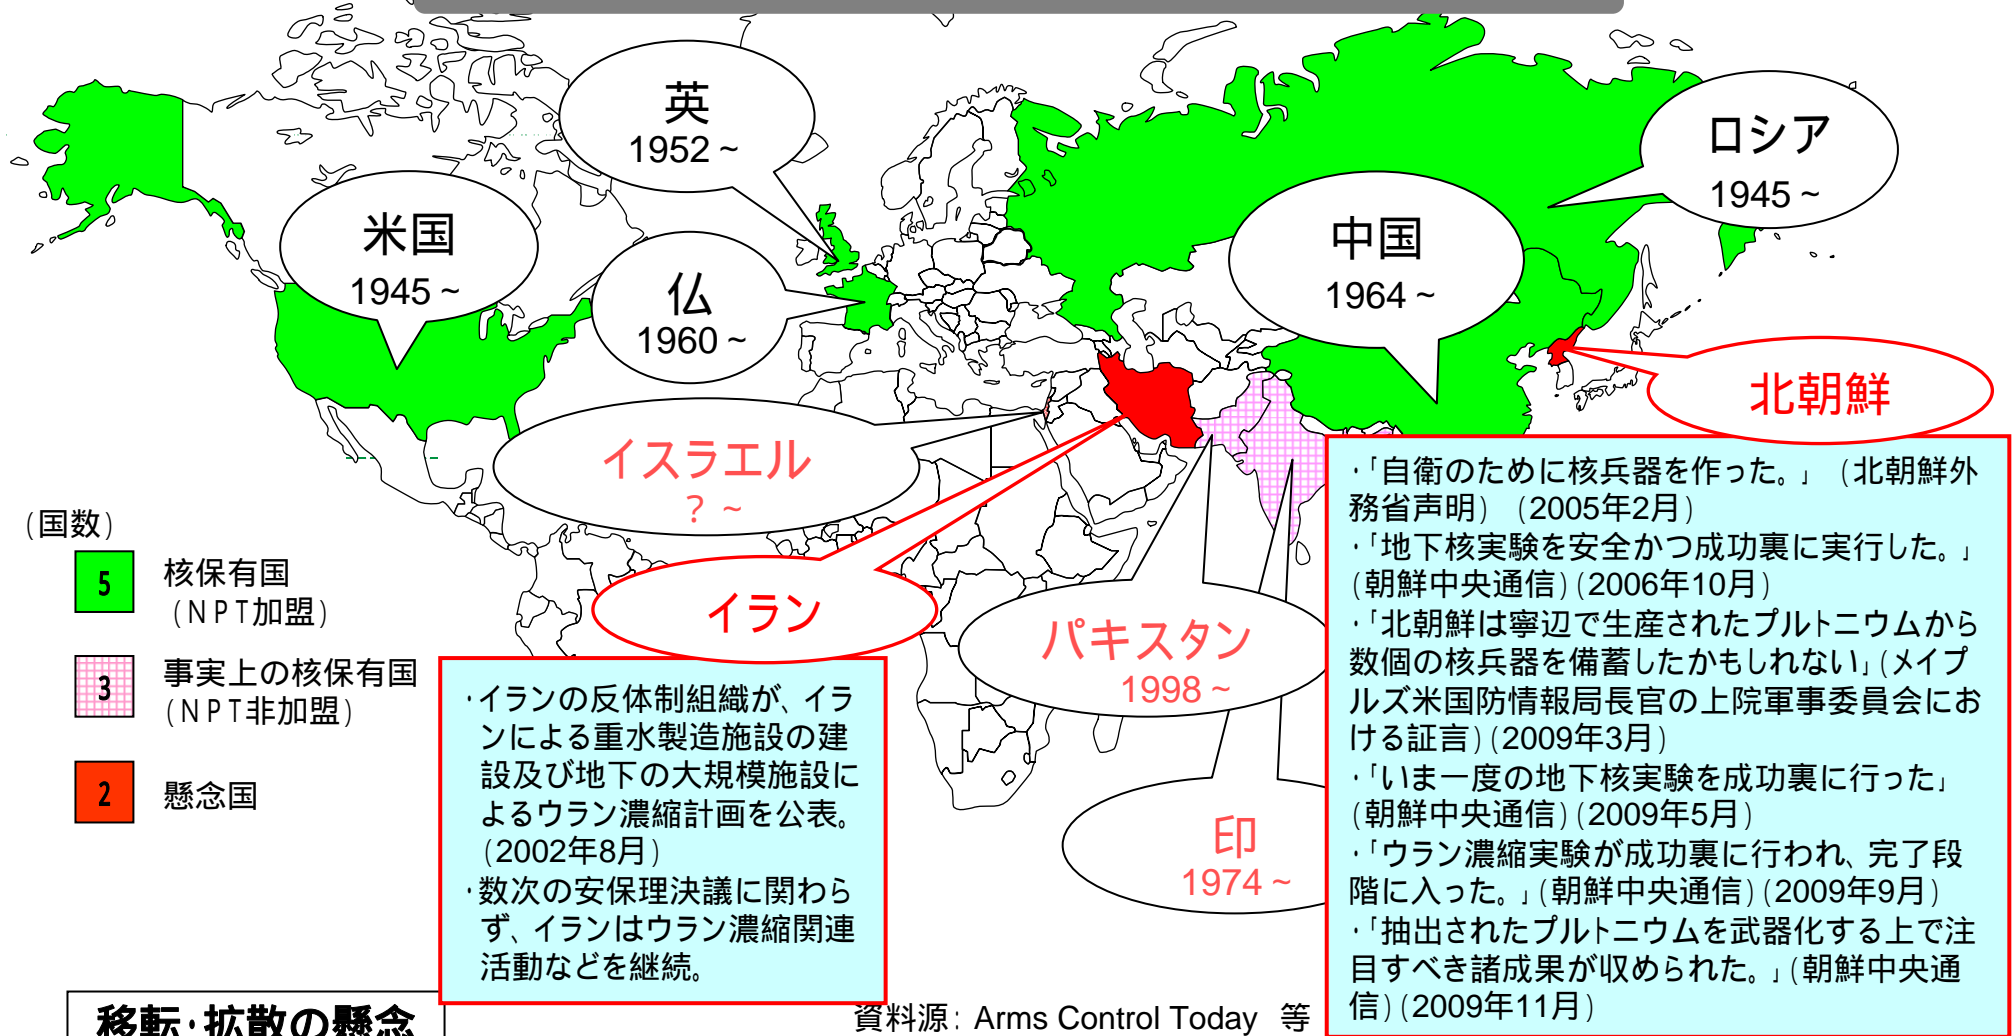 英
1952 ~
ロシア
1945 ~
米国
1945 ~
中国
1964 ~
仏
1960 ~
北朝鮮
イスラエル
? ~
イラン
パキスタン
1998 ~
印
1974 ~
(国数)
5 核保有国
(NPT加盟)
3 事実上の核保有国
(NPT非加盟)
2 懸念国
・イランの反体制組織が、イラ
ンによる重水製造施設の建
設及び地下の大規模施設に
よるウラン濃縮計画を公表。
(2002年8月)
・数次の安保理決議に関わら
ず、イランはウラン濃縮関連
活動などを継続。
・「自衛のために核兵器を作った。」 (北朝鮮外
務省声明) (2005年2月)
・「地下核実験を安全かつ成功裏に実行した。」
(朝鮮中央通信)(2006年10月)
・「北朝鮮は寧辺で生産されたプルトニウムから
数個の核兵器を備蓄したかもしれない」(メイプ
ルズ米国防情報局長官の上院軍事委員会にお
ける証言)(2009年3月)
・「いま一度の地下核実験を成功裏に行った」
(朝鮮中央通信)(2009年5月)
・「ウラン濃縮実験が成功裏に行われ、完了段
階に入った。」(朝鮮中央通信)(2009年9月)
・「抽出されたプルトニウムを武器化する上で注
目すべき諸成果が収められた。」(朝鮮中央通
信)(2009年11月)
移転・拡散の懸念
資料源: Arms Control Today 等